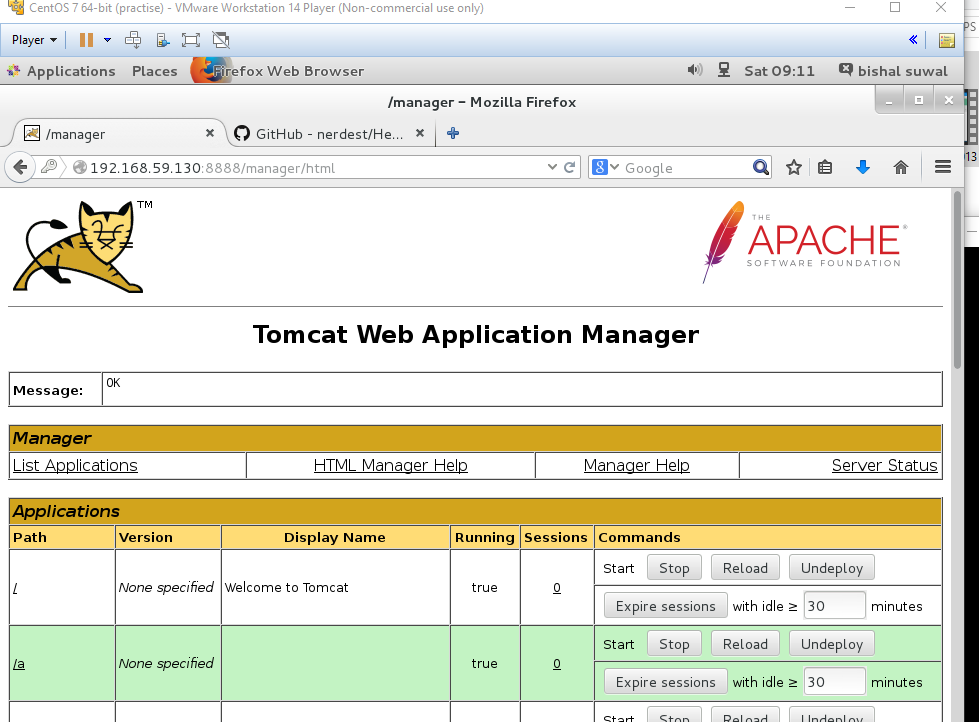 CentOS 7 64-bit (practise) - VMware Workstation 14 Player (Non-commercial use only)
Player
PS
Applications Places Firefox Web Browser Sat 09:11 bishal suwal
/manager - Mozilla Firefox
/manager GitHub - nerdest/He...
13
192.168.59.130:8888/manager/html 8 Google
TM
THE
APACHE
SOFTWARE FOUNDATION
Tomcat Web Application Manager
Message: OK
Manager
List Applications HTML Manager Help Manager Help Server Status
Applications
Path Version Display Name Running Sessions Commands
/ None specified Welcome to Tomcat true 0 Start Stop Reload Undeploy
Expire sessions with idle ≥ 30 minutes
/a None specified true 0 Start Stop Reload Undeploy
Expire sessions with idle ≥ 30 minutes
Start Stop Reload Undeploy